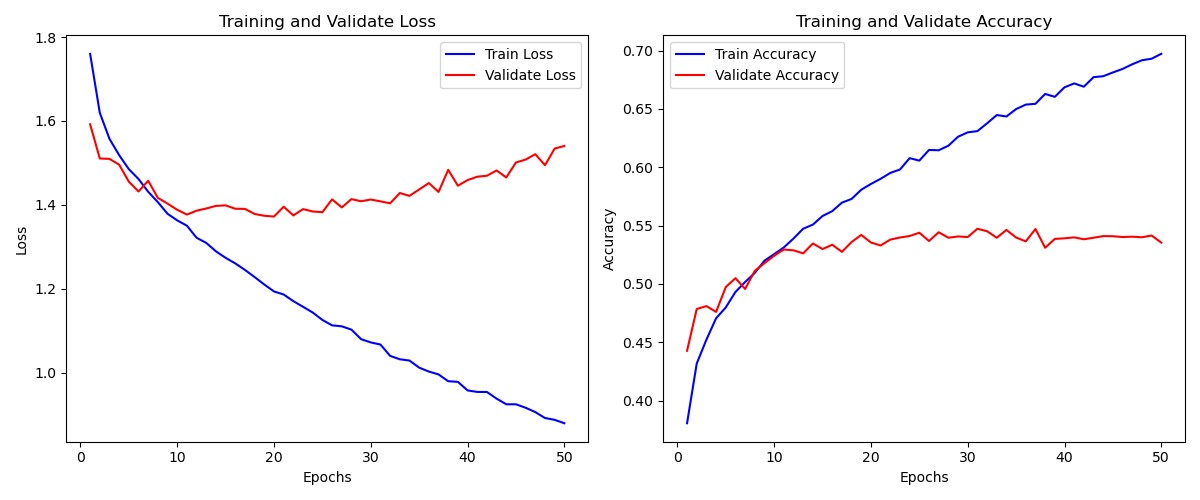 Training and Validate Loss
Train Loss
Validate Loss
1.8
1.6
1.4
1.2
1.0
Loss
0 10 20 30 40 50
Epochs
Training and Validate Accuracy
Train Accuracy
Validate Accuracy
0.70
0.65
0.60
0.55
0.50
0.45
0.40
Accuracy
0 10 20 30 40 50
Epochs